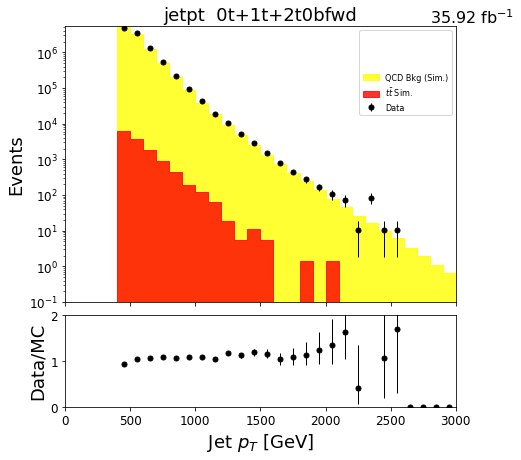 jetpt 0t+1t+2t0bfwd
35.92 fb⁻¹
QCD Bkg (Sim.)
tt̄ Sim.
Data
Events
10⁶
10⁵
10⁴
10³
10²
10¹
10⁰
10⁻¹
Data/MC
2
1
0
0 500 1000 1500 2000 2500 3000
Jet p_T [GeV]